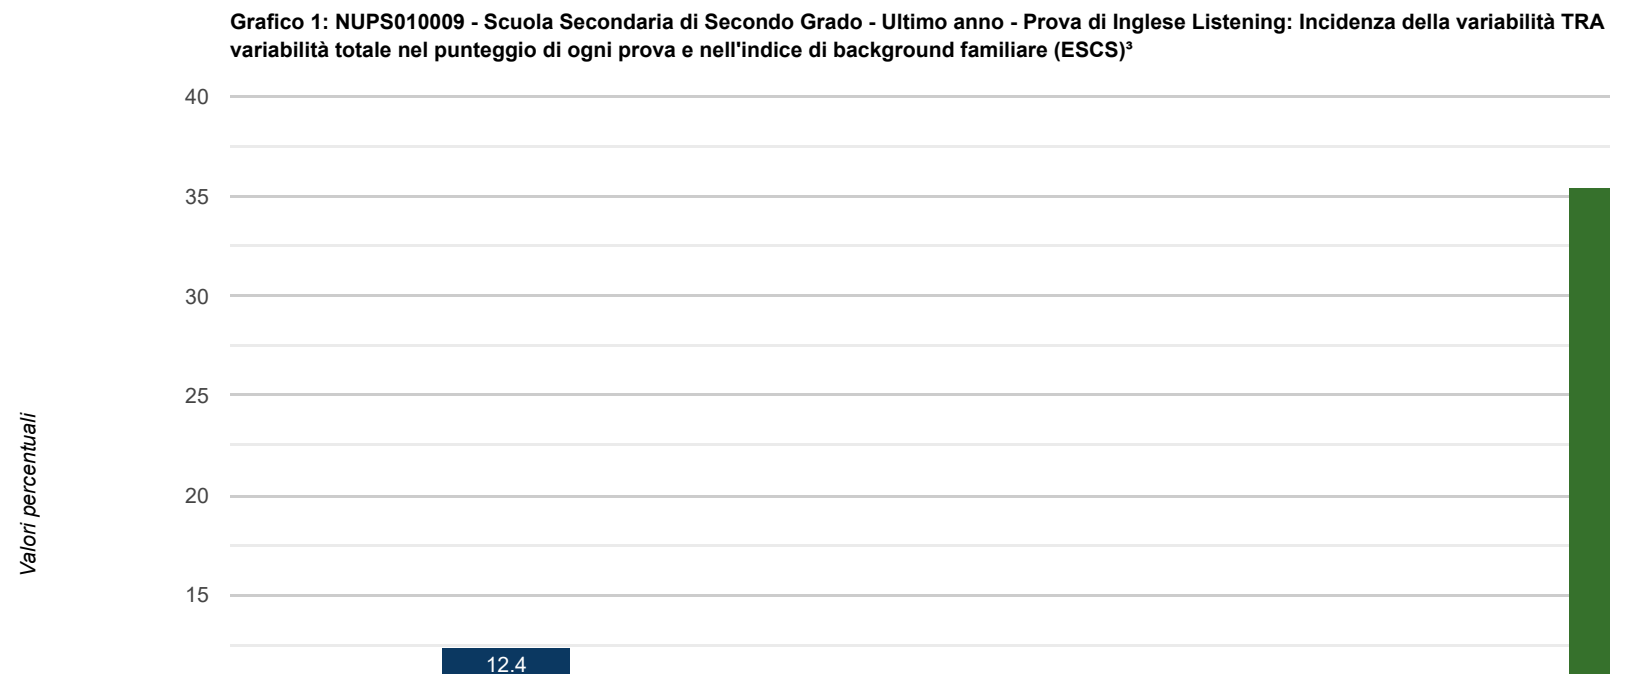 Grafico 1: NUPS010009 - Scuola Secondaria di Secondo Grado - Ultimo anno - Prova di Inglese Listening: Incidenza della variabilità TRA
variabilità totale nel punteggio di ogni prova e nell'indice di background familiare (ESCS)³
40
35
30
25
20
15
Valori percentuali
12.4